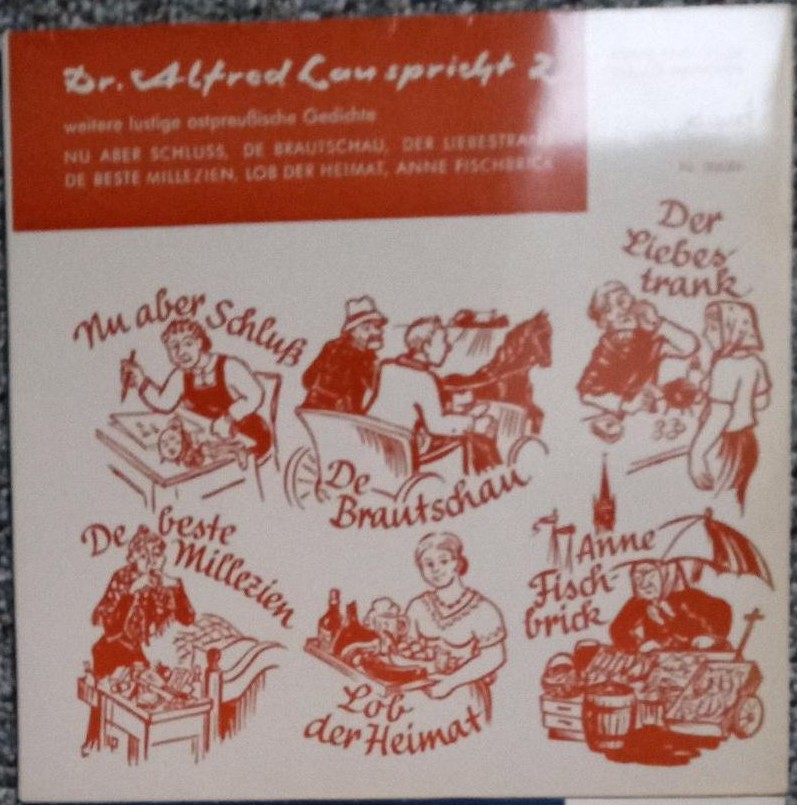 Dr. Alfred Lau spricht 2
weitere lustige ostpreußische Gedichte
NU ABER SCHLUSS, DE BRAUTSCHAU, DER LIEBESTRANK
DE BESTE MILLEZIEN, LOB DER HEIMAT, ANNE FISCHBRICK
Der
Liebes
trank
Nu aber Schluß
33
De
Brautschau
De beste
Millezien
Anne
Fisch-
brick
Lob
der Heimat